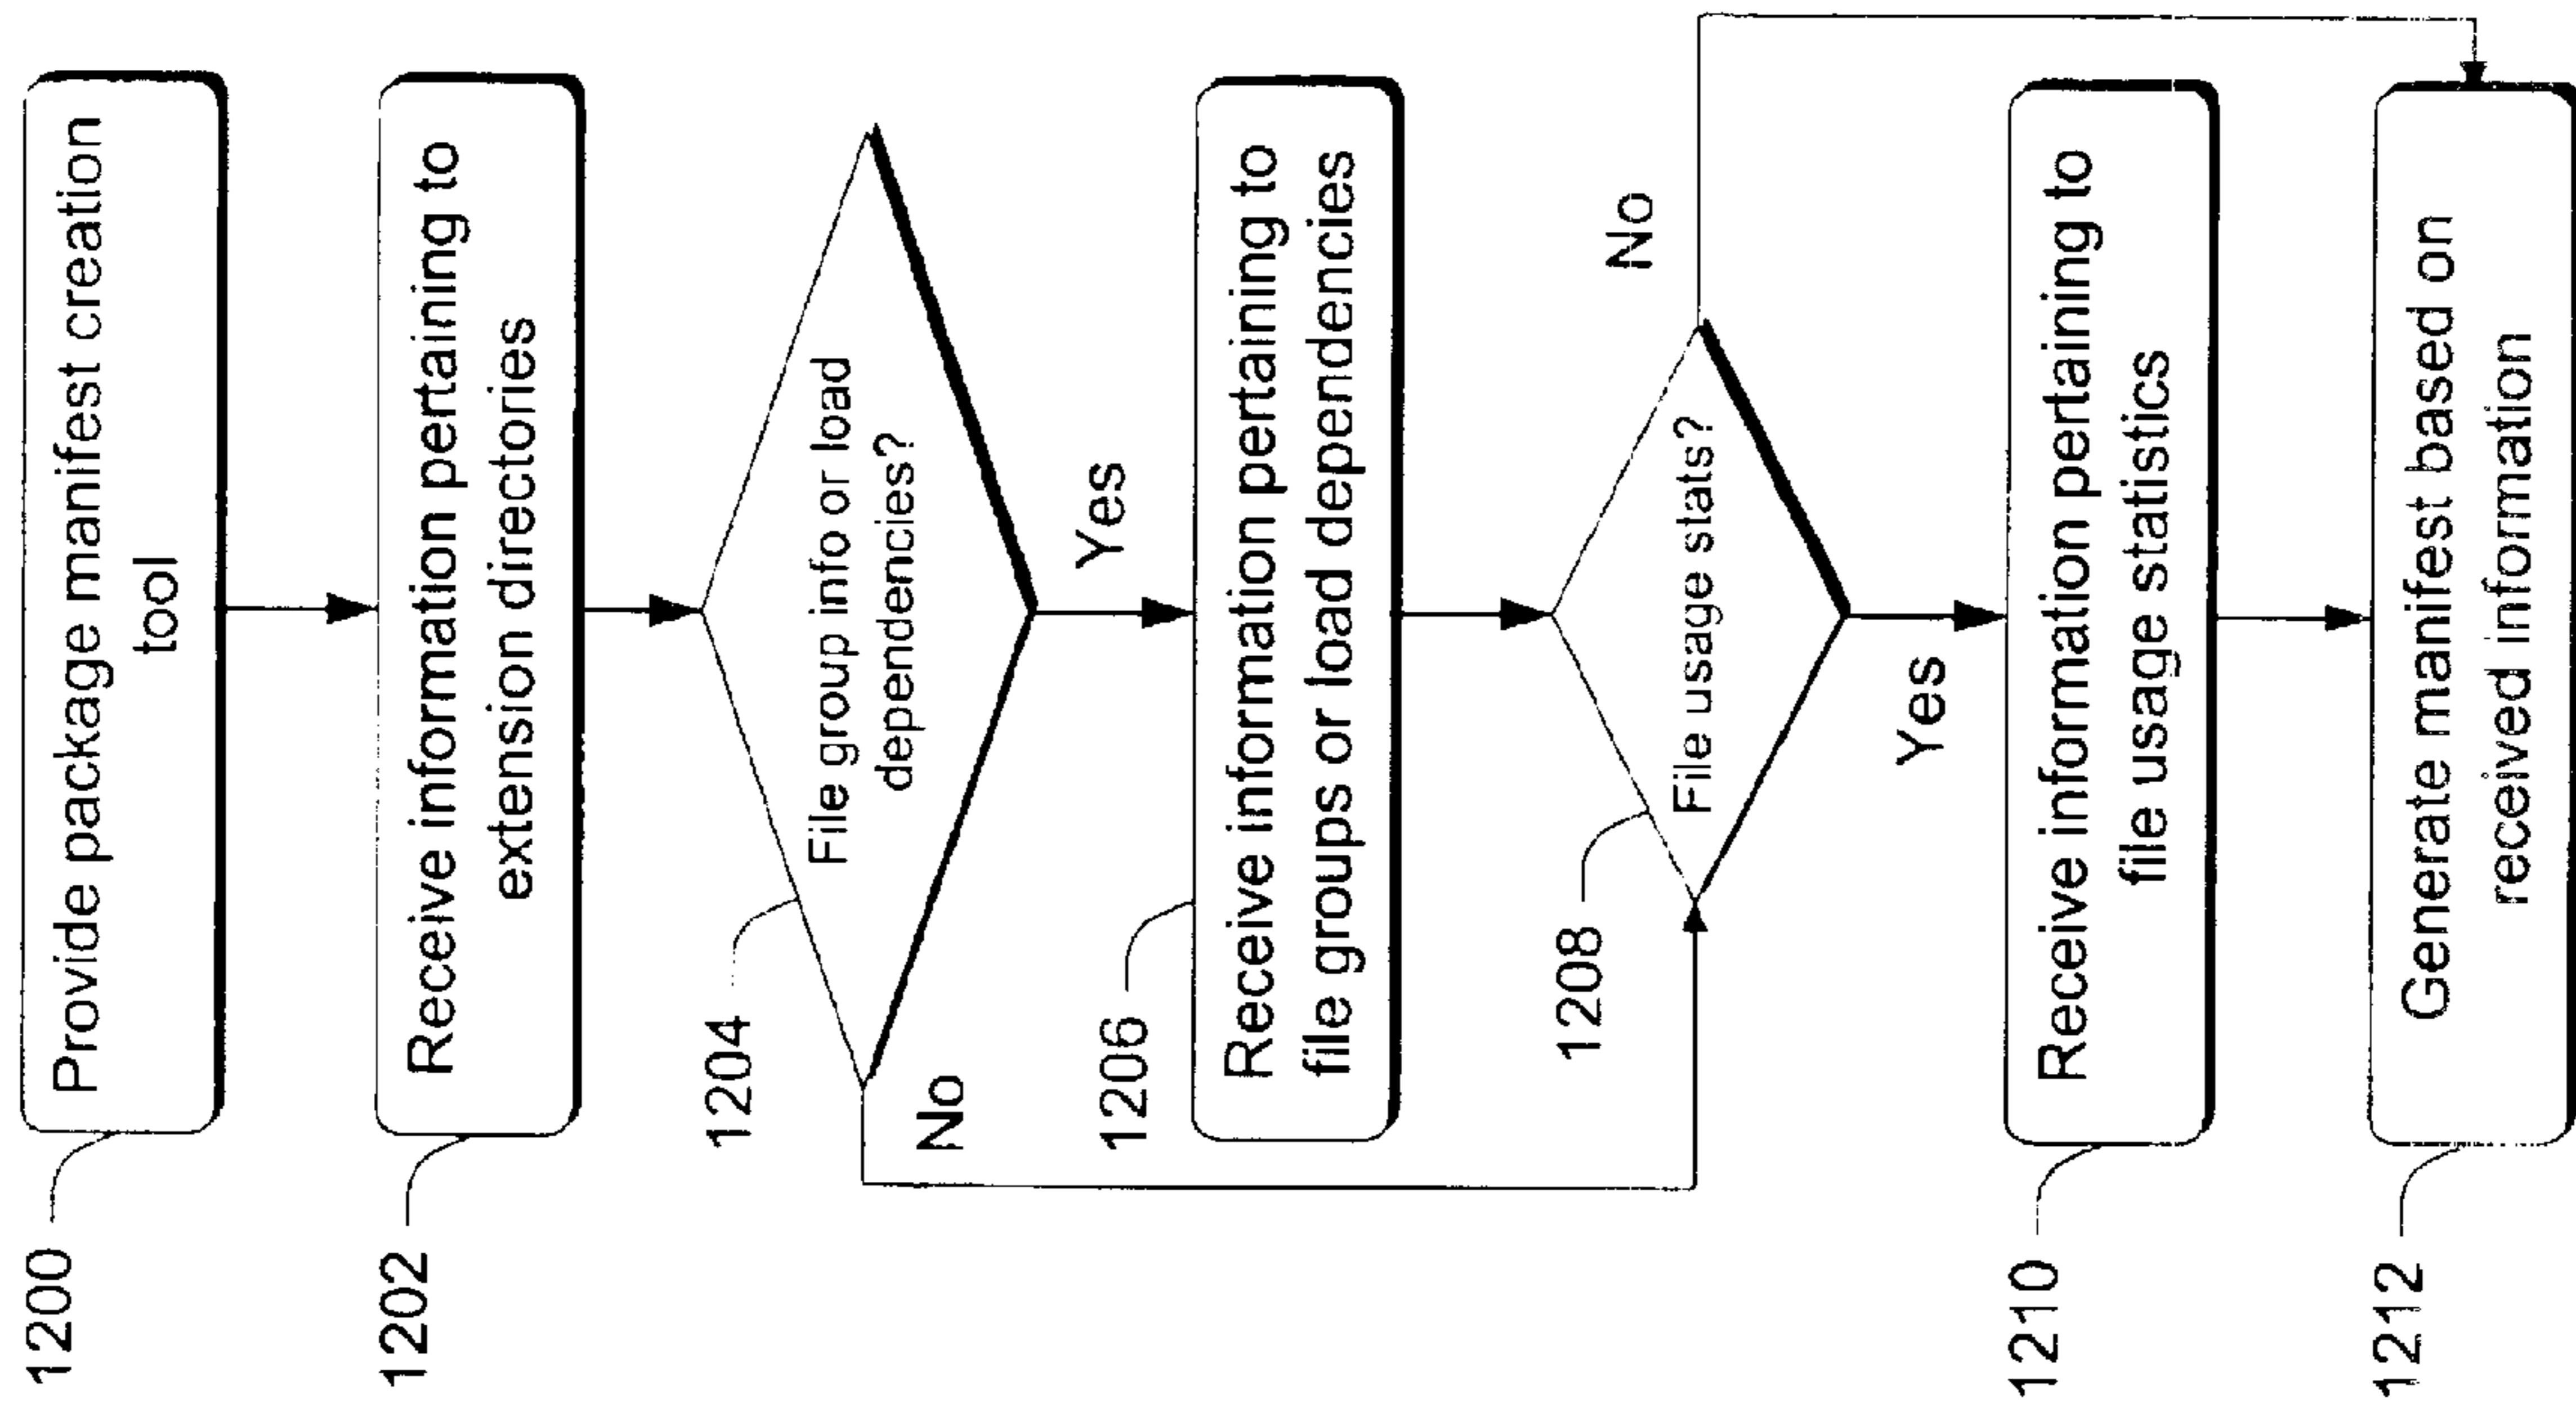 1200
Provide package manifest creation
tool
1202
Receive information pertaining to
extension directories
1204
File group info or load
dependencies?
No
Yes
1206
Receive information pertaining to
file groups or load dependencies
1208
File usage stats?
No
Yes
1210
Receive information pertaining to
file usage statistics
1212
Generate manifest based on
received information